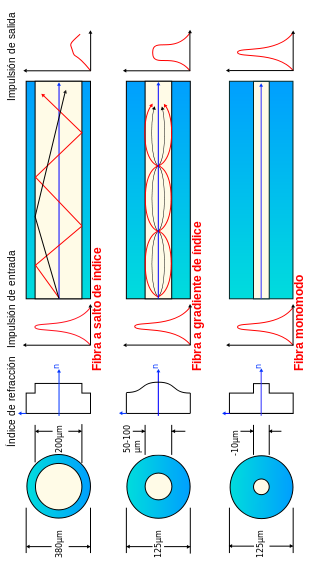 Índice de refracción
Impulsión de entrada
Impulsión de salida
380µm
200µm
n
Fibra a salto de índice
125µm
50-100
µm
n
Fibra a gradiente de índice
125µm
-10µm
n
Fibra monomodo